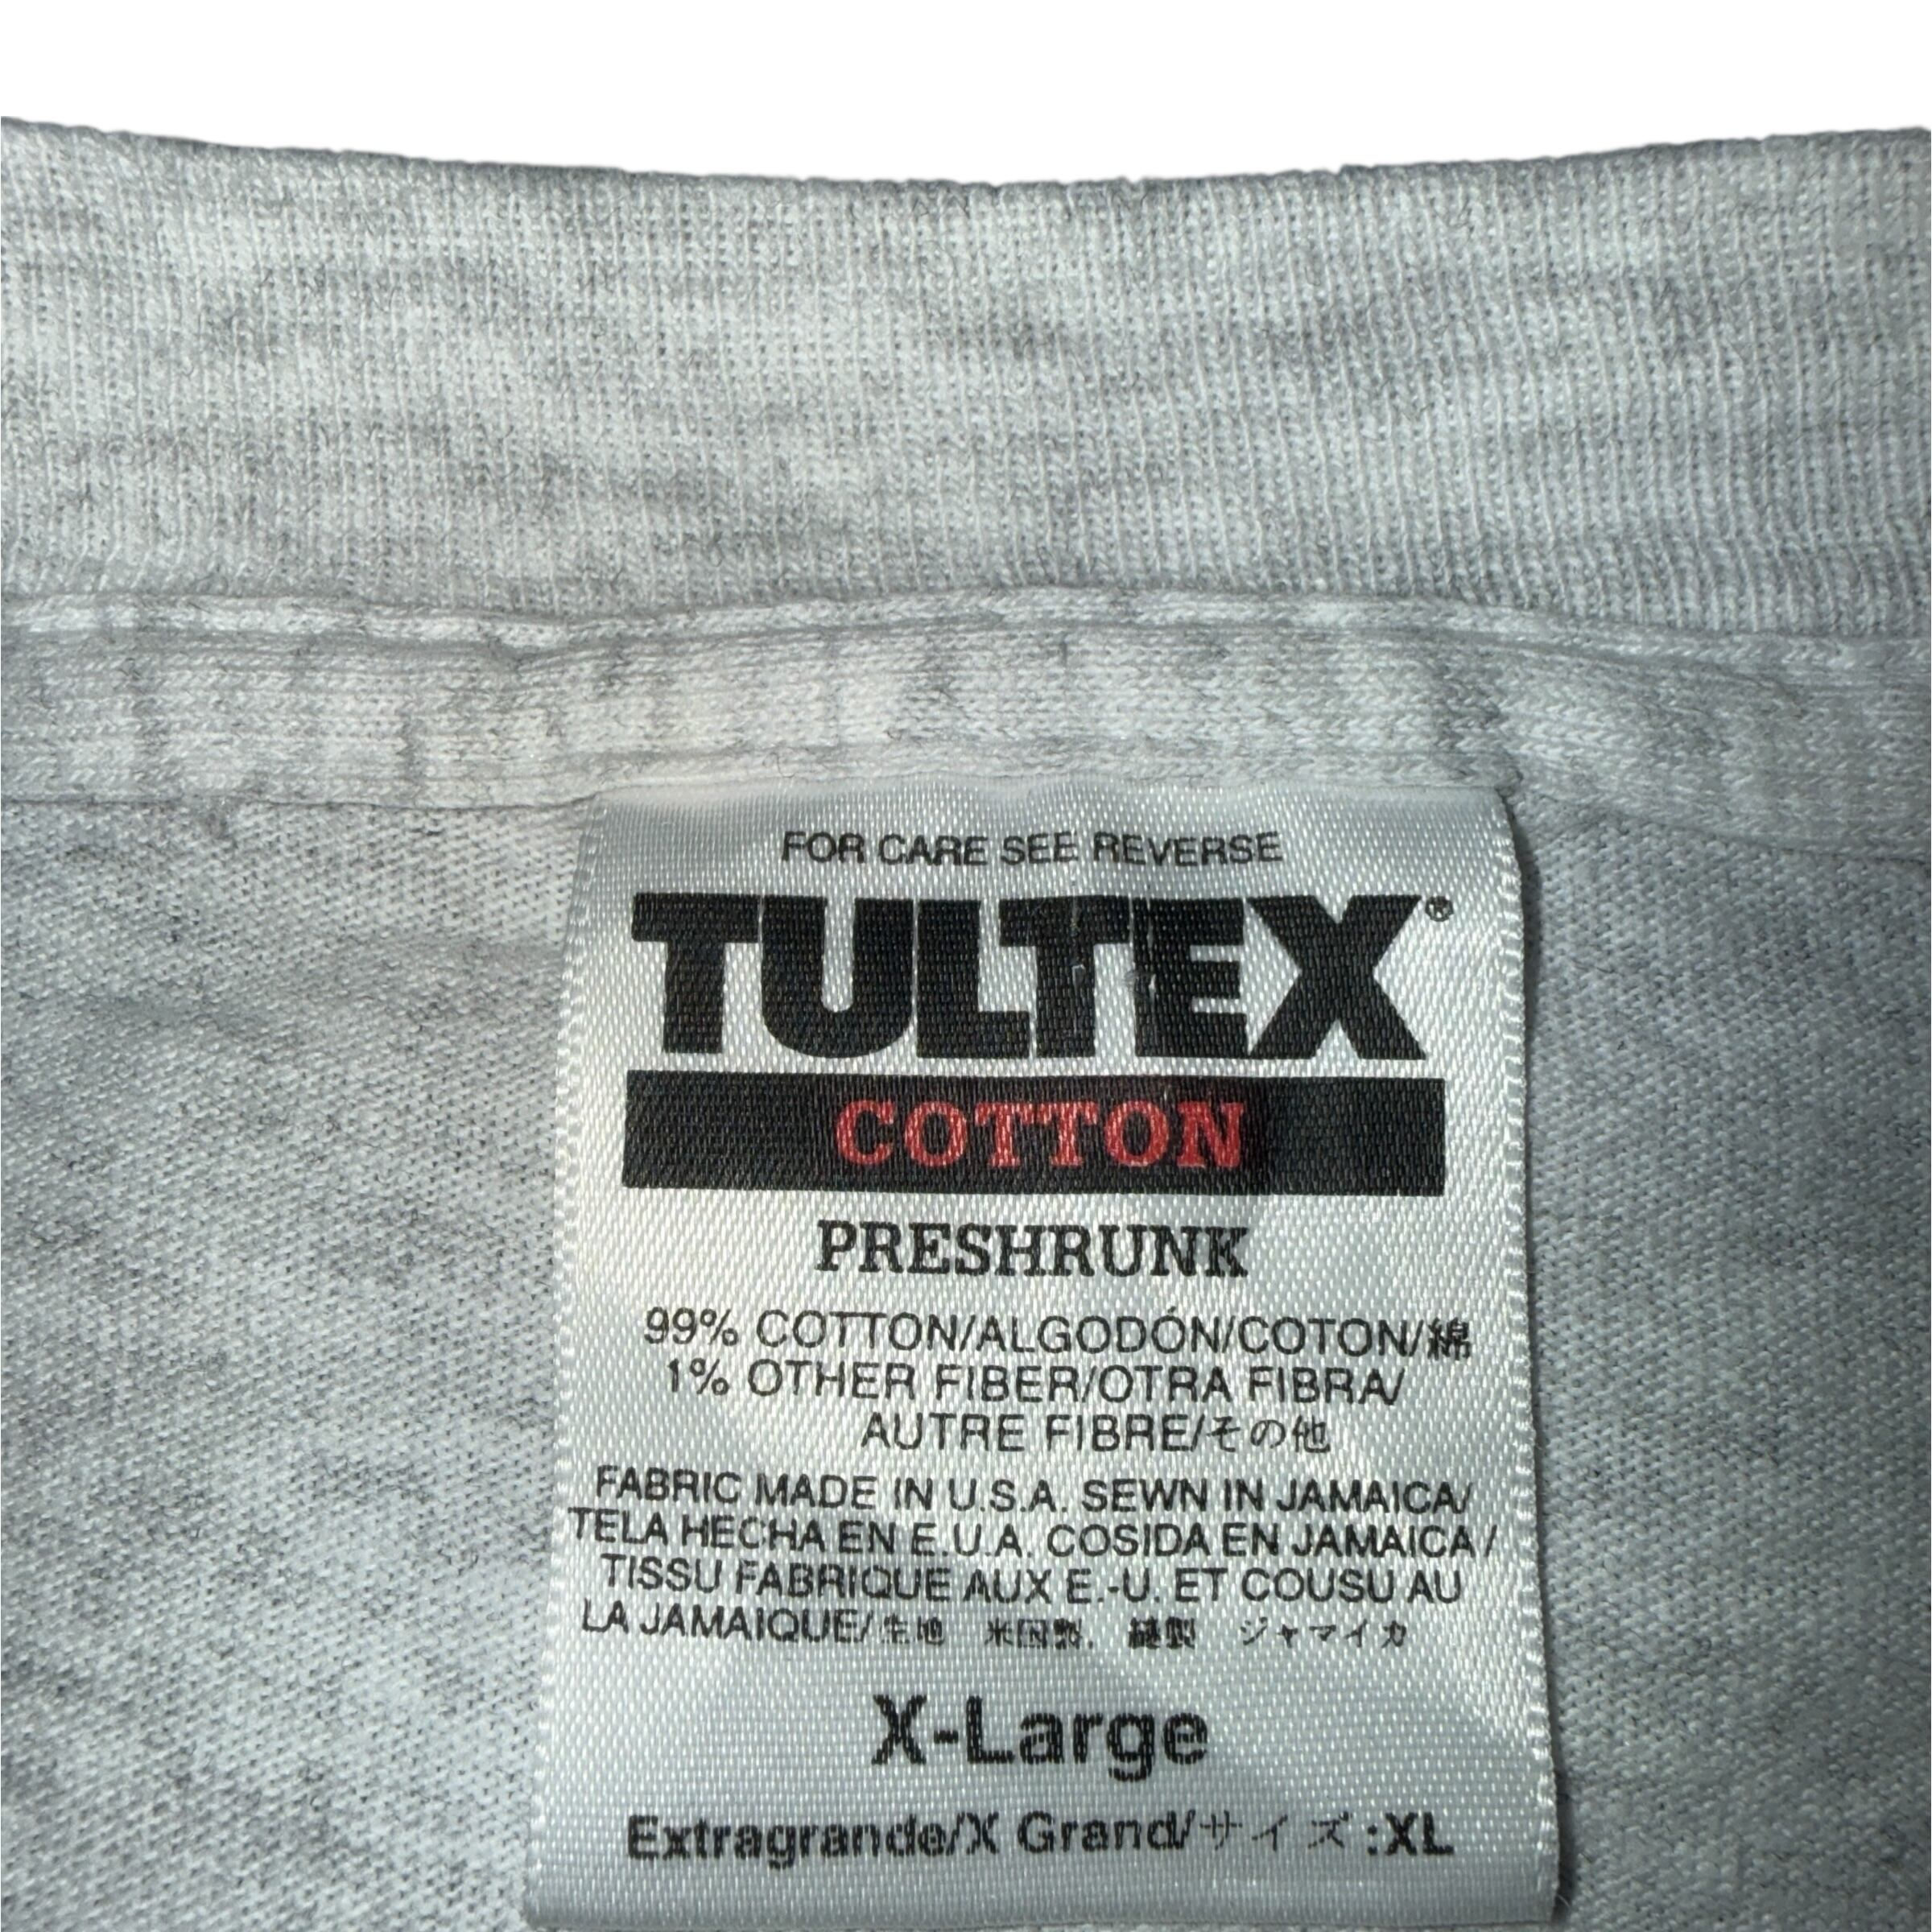 FOR CARE SEE REVERSE
TULTEX®
COTTON
PRESHRUNK
99% COTTON/ALGODÓN/COTON/綿
1% OTHER FIBER/OTRA FIBRA/
AUTRE FIBRE/その他
FABRIC MADE IN U.S.A. SEWN IN JAMAICA/
TELA HECHA EN E.U.A. COSIDA EN JAMAICA/
TISSU FABRIQUE AUX E.-U. ET COUSU AU
LA JAMAIQUE/生地 米国製. 縫製 ジャマイカ
X-Large
Extragrande/X Grand/サイズ:XL